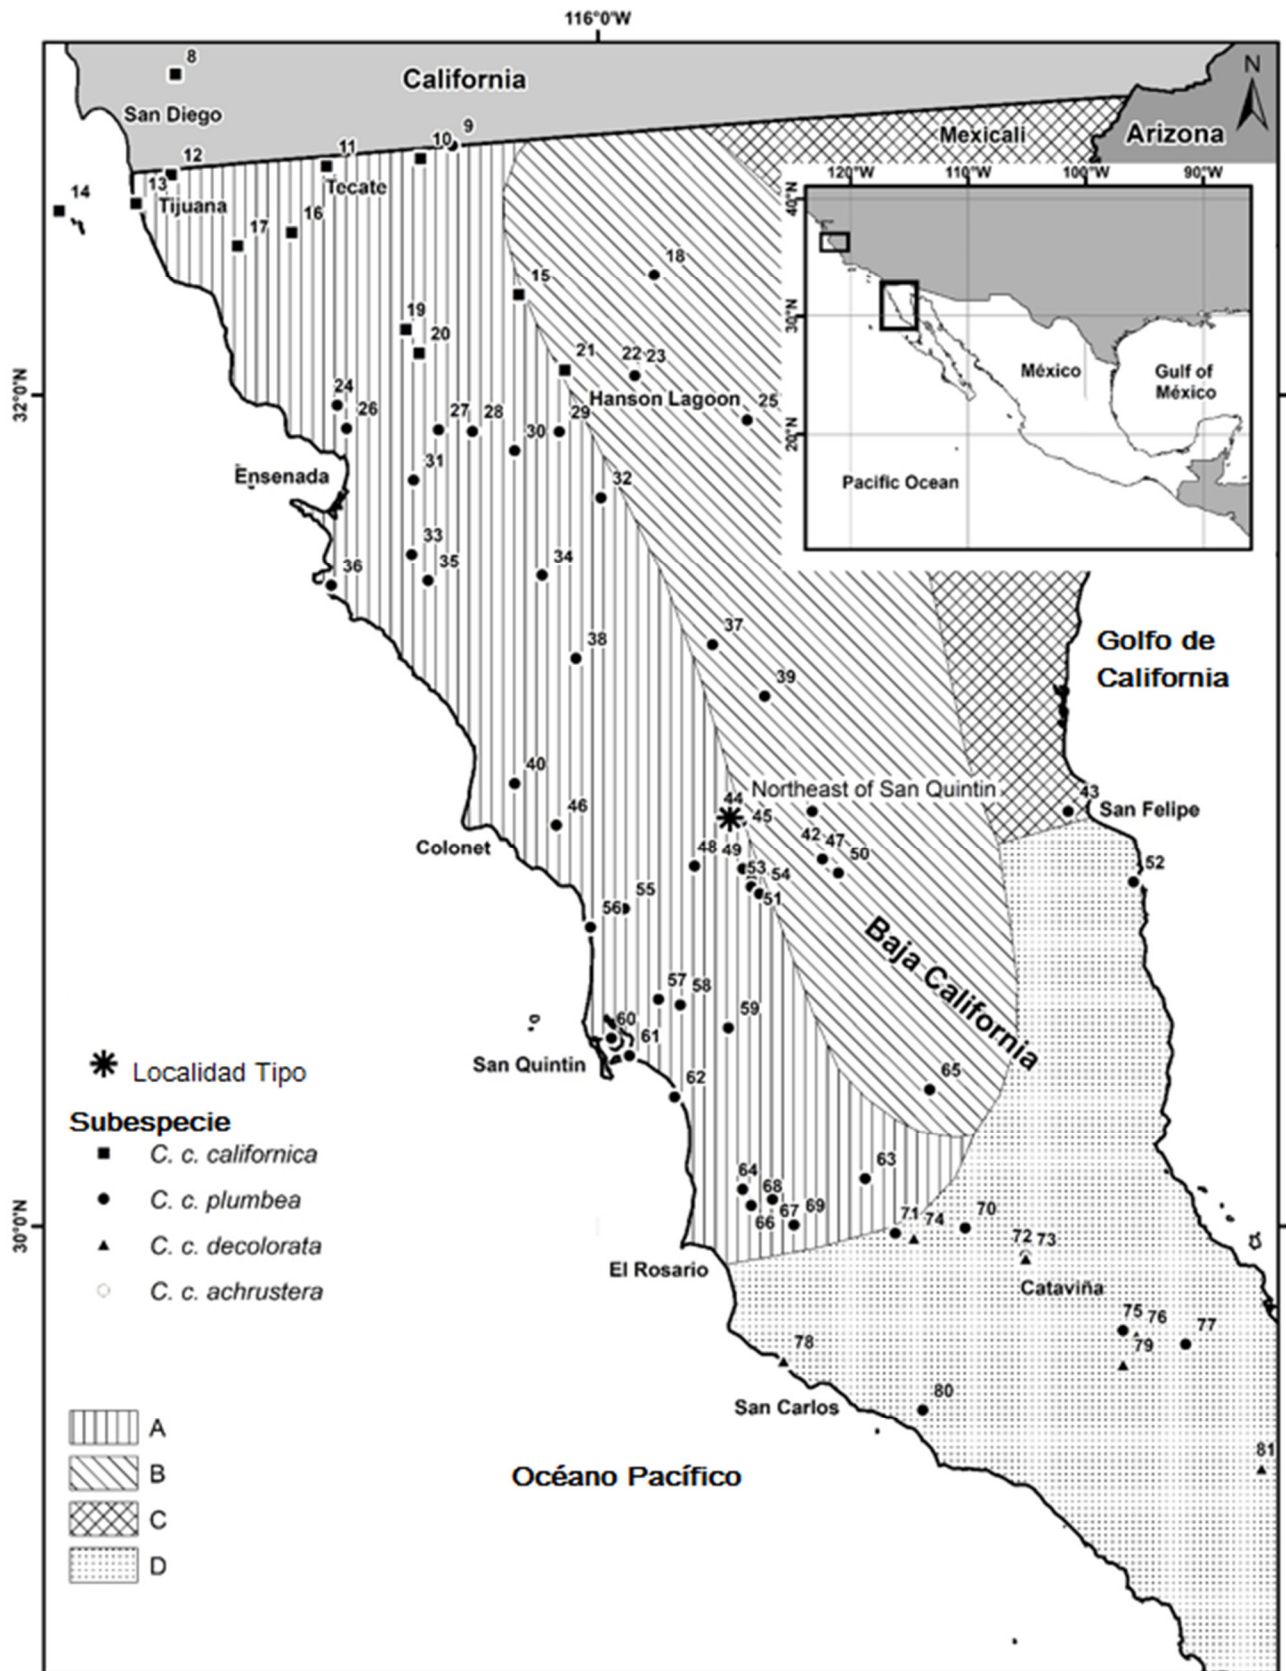 116°0'W
8
California
N
San Diego
Mexicali
Arizona
9
10
11
12
Tecate
13
Tijuana
14
16
17
120°W
110°W
100°W
90°W
40°N
30°N
20°N
México
Gulf of
México
Pacific Ocean
18
15
19
20
21
22
23
32°0'N
Hanson Lagoon
24
25
26
27
28
29
30
31
Ensenada
32
33
34
35
36
37
38
39
Golfo de
California
40
Northeast of San Quintin
43
44
45
San Felipe
46
42
47
Colonet
48
49
50
52
53
54
51
55
56
Baja California
57
58
59
60
61
San Quintin
62
65
Localidad Tipo
Subespecie
C. c. californica
C. c. plumbea
C. c. decolorata
C. c. achrustera
63
64
68
66
67
69
30°0'N
70
71
74
72
73
El Rosario
Cataviña
75
76
77
78
79
80
San Carlos
81
Océano Pacífico
A
B
C
D